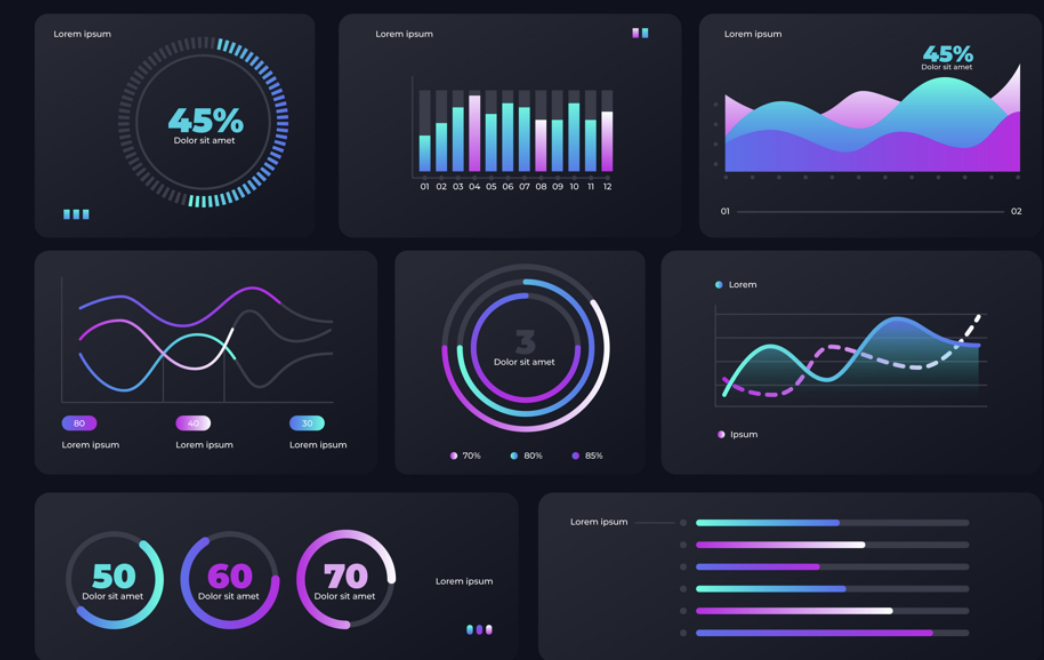 Lorem ipsum
45%
Dolor sit amet
Lorem ipsum
01 02 03 04 05 06 07 08 09 10 11 12
Lorem ipsum
45%
Dolor sit amet
01 02
80 40 30
Lorem ipsum Lorem ipsum Lorem ipsum
3
Dolor sit amet
70% 80% 85%
Lorem
Ipsum
50
Dolor sit amet
60
Dolor sit amet
70
Dolor sit amet
Lorem ipsum
Lorem ipsum